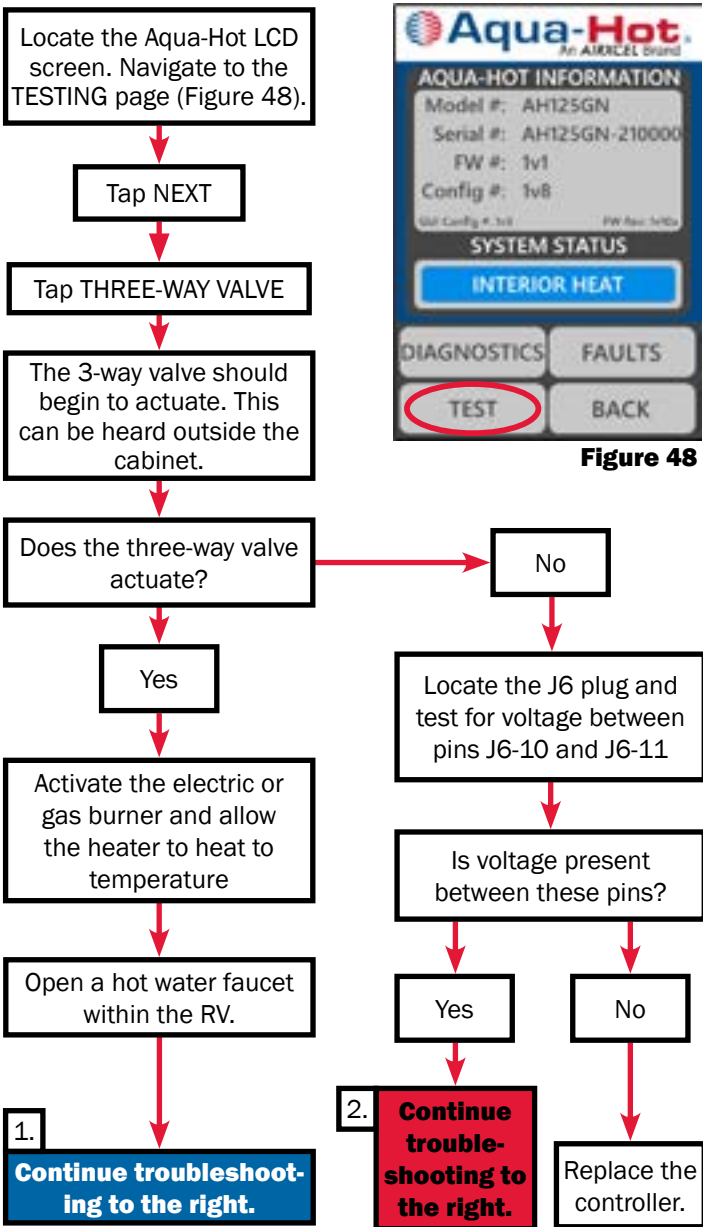 Locate the Aqua-Hot LCD
screen. Navigate to the
TESTING page (Figure 48).
Tap NEXT
Tap THREE-WAY VALVE
The 3-way valve should
begin to actuate. This
can be heard outside the
cabinet.
Does the three-way valve
actuate?
Yes
Activate the electric or
gas burner and allow
the heater to heat to
temperature
Open a hot water faucet
within the RV.
1.
Continue troubleshoot-
ing to the right.
Aqua-Hot.
An AIRXCEL Brand
AQUA-HOT INFORMATION
Model #: AH125GN
Serial #: AH125GN-210000
FW #: 1v1
Config #: 1v8
SYSTEM STATUS
INTERIOR HEAT
DIAGNOSTICS
FAULTS
TEST
BACK
Figure 48
No
Locate the J6 plug and
test for voltage between
pins J6-10 and J6-11
Is voltage present
between these pins?
Yes
No
2.
Continue
trouble-
shooting to
the right.
Replace the
controller.